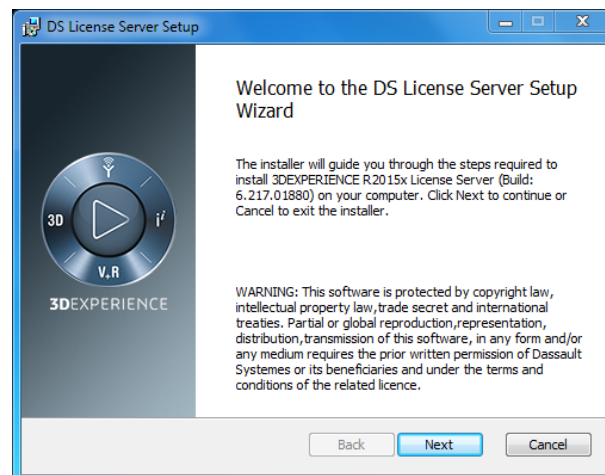 DS License Server Setup
Welcome to the DS License Server Setup
Wizard
The installer will guide you through the steps required to
install 3DEXPERIENCE R2015x License Server (Build:
6.217.01880) on your computer. Click Next to continue or
Cancel to exit the installer.
3D
i²
V,R
3DEXPERIENCE
WARNING: This software is protected by copyright law,
intellectual property law,trade secret and international
treaties. Partial or global reproduction,representation,
distribution,transmission of this software, in any form and/or
any medium requires the prior written permission of Dassault
Systemes or its beneficiaries and under the terms and
conditions of the related licence.
Back
Next
Cancel